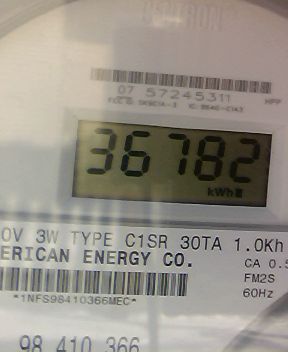 07 57245311
36782
kWh
0V 3W TYPE C1SR 30TA 1.0Kh
ERICAN ENERGY CO.
CA 0.5
FM2S
*1NFS98410366MEC*
60Hz
98 410 366